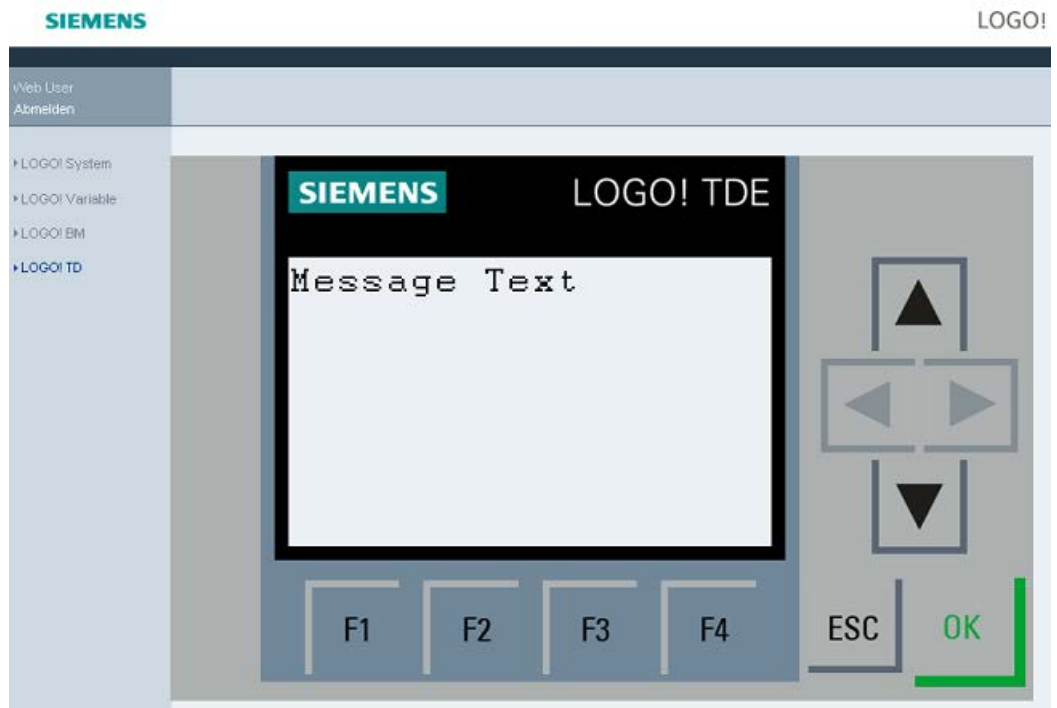 SIEMENS
LOGO!
Web User
Abmelden
LOGO! System
LOGO! Variable
LOGO! BM
LOGO! TD
SIEMENS LOGO! TDE
Message Text
F1 F2 F3 F4 ESC OK